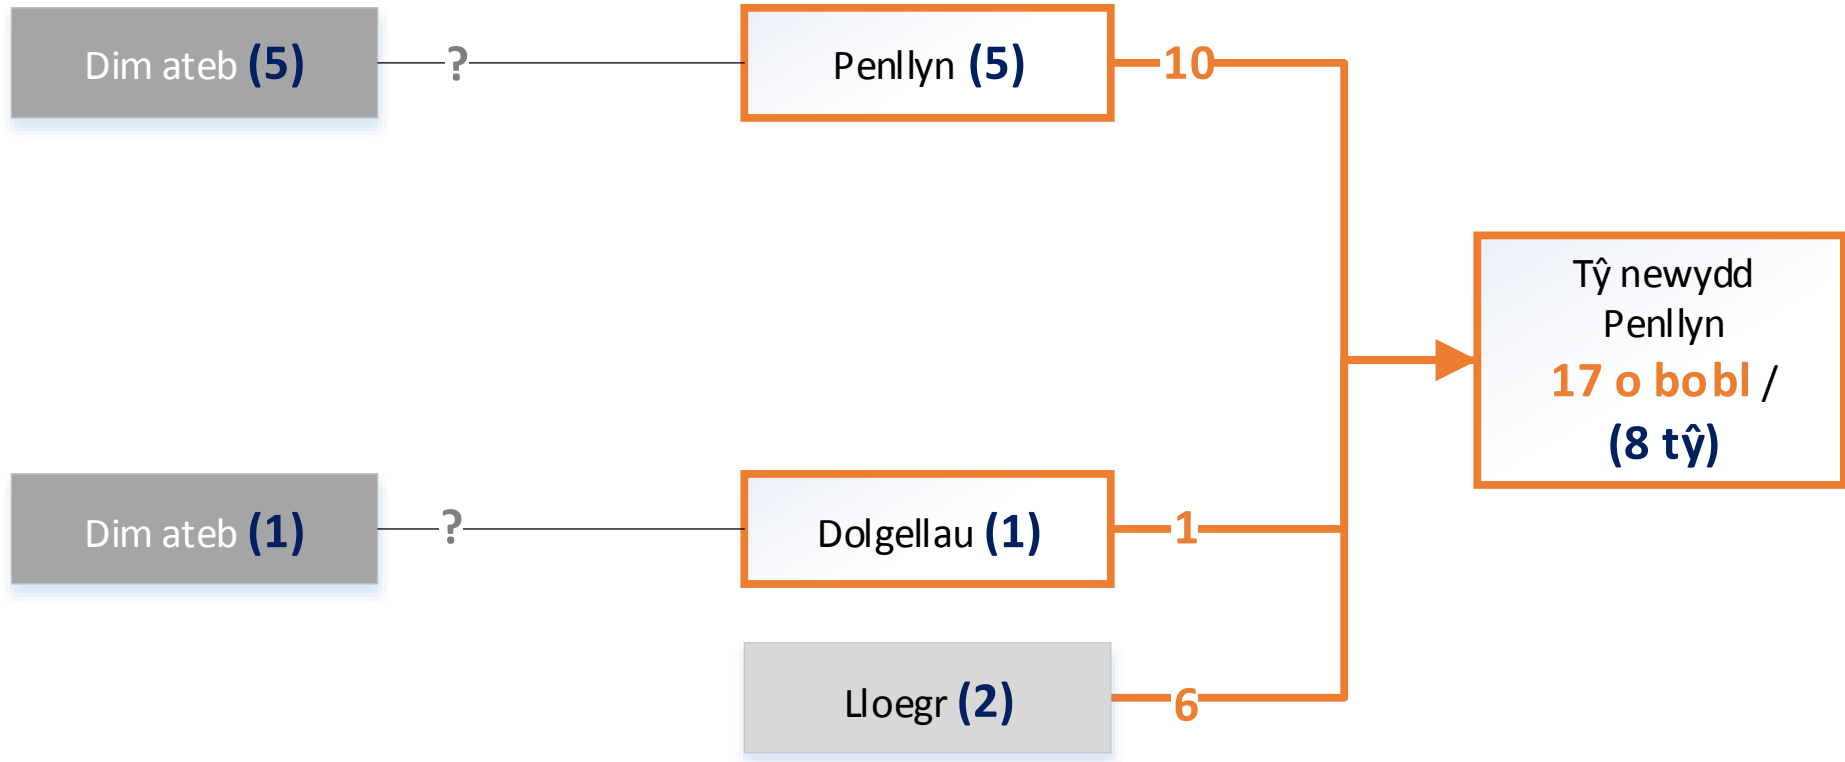 Dim ateb (5)
?
Penllyn (5)
10
Tŷ newydd
Penllyn
17 o bobl /
(8 tŷ)
Dim ateb (1)
?
Dolgellau (1)
1
Lloegr (2)
6